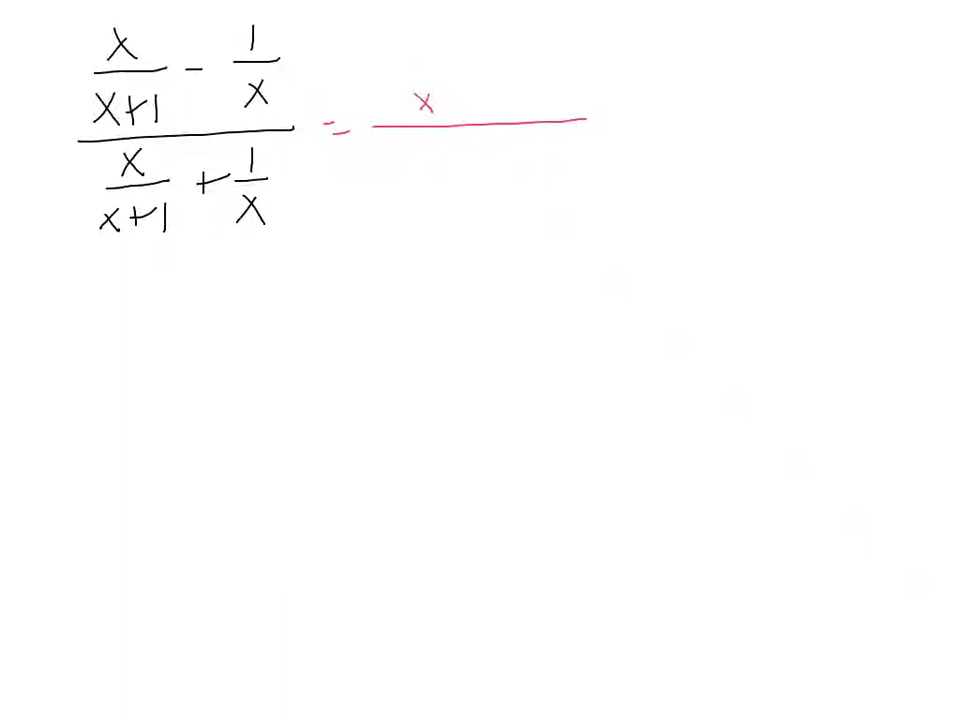 x/(x+1) - 1/x
= x
x/(x+1) + 1/x